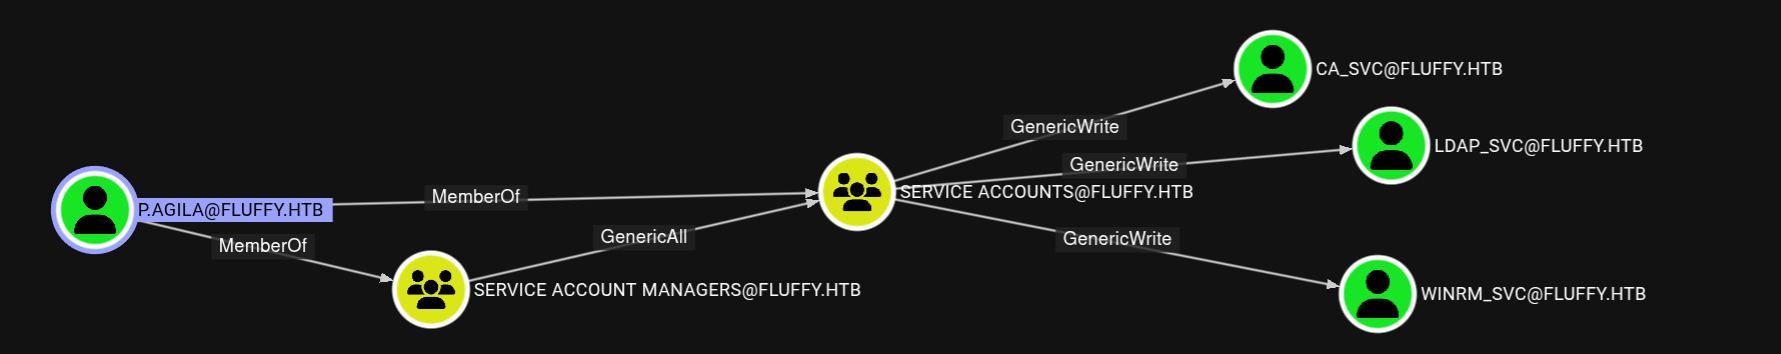 CA_SVC@FLUFFY.HTB
GenericWrite
LDAP_SVC@FLUFFY.HTB
GenericWrite
SERVICE ACCOUNTS@FLUFFY.HTB
MemberOf
P.AGILA@FLUFFY.HTB
GenericAll
GenericWrite
MemberOf
SERVICE ACCOUNT MANAGERS@FLUFFY.HTB
WINRM_SVC@FLUFFY.HTB